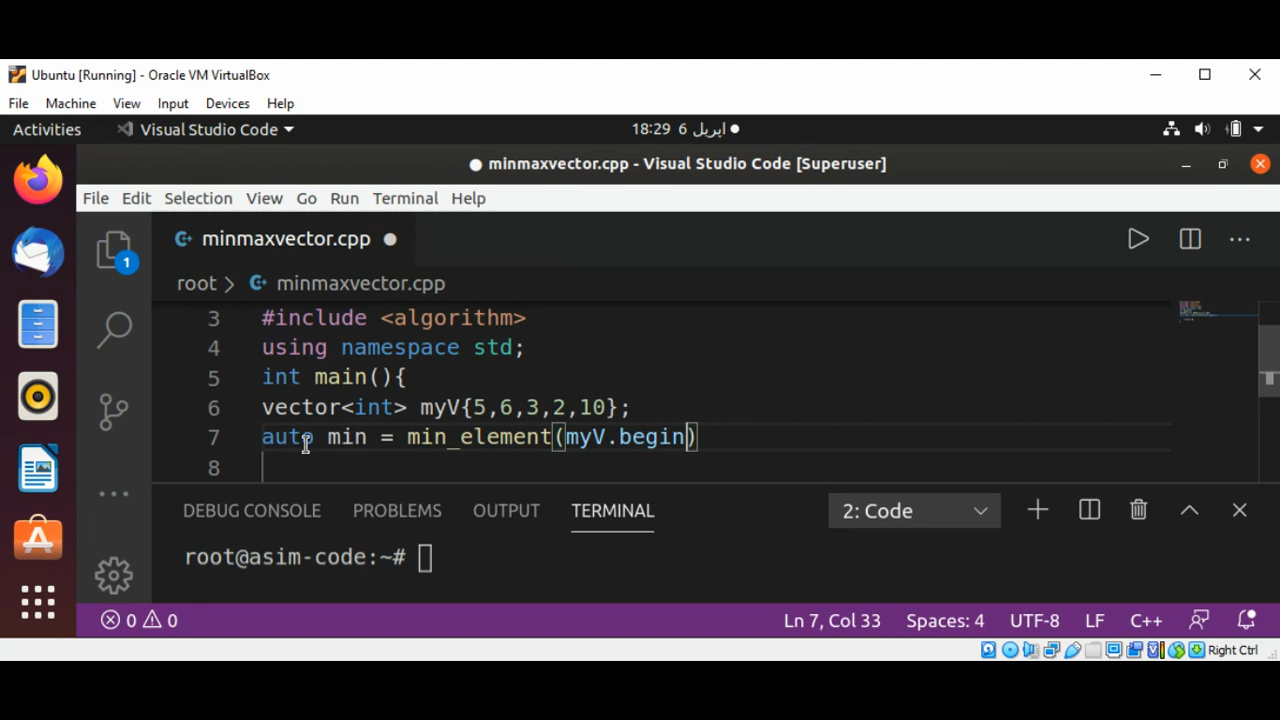 Ubuntu [Running] - Oracle VM VirtualBox
File Machine View Input Devices Help
Activities Visual Studio Code 18:29 6 اپریل
minmaxvector.cpp - Visual Studio Code [Superuser]
File Edit Selection View Go Run Terminal Help
minmaxvector.cpp
root > minmaxvector.cpp
1
3 #include <algorithm>
4 using namespace std;
5 int main(){
6 vector<int> myV{5,6,3,2,10};
7 auto min = min_element(myV.begin)
8
DEBUG CONSOLE PROBLEMS OUTPUT TERMINAL 2: Code
root@asim-code:~#
0 0 Ln 7, Col 33 Spaces: 4 UTF-8 LF C++
Right Ctrl